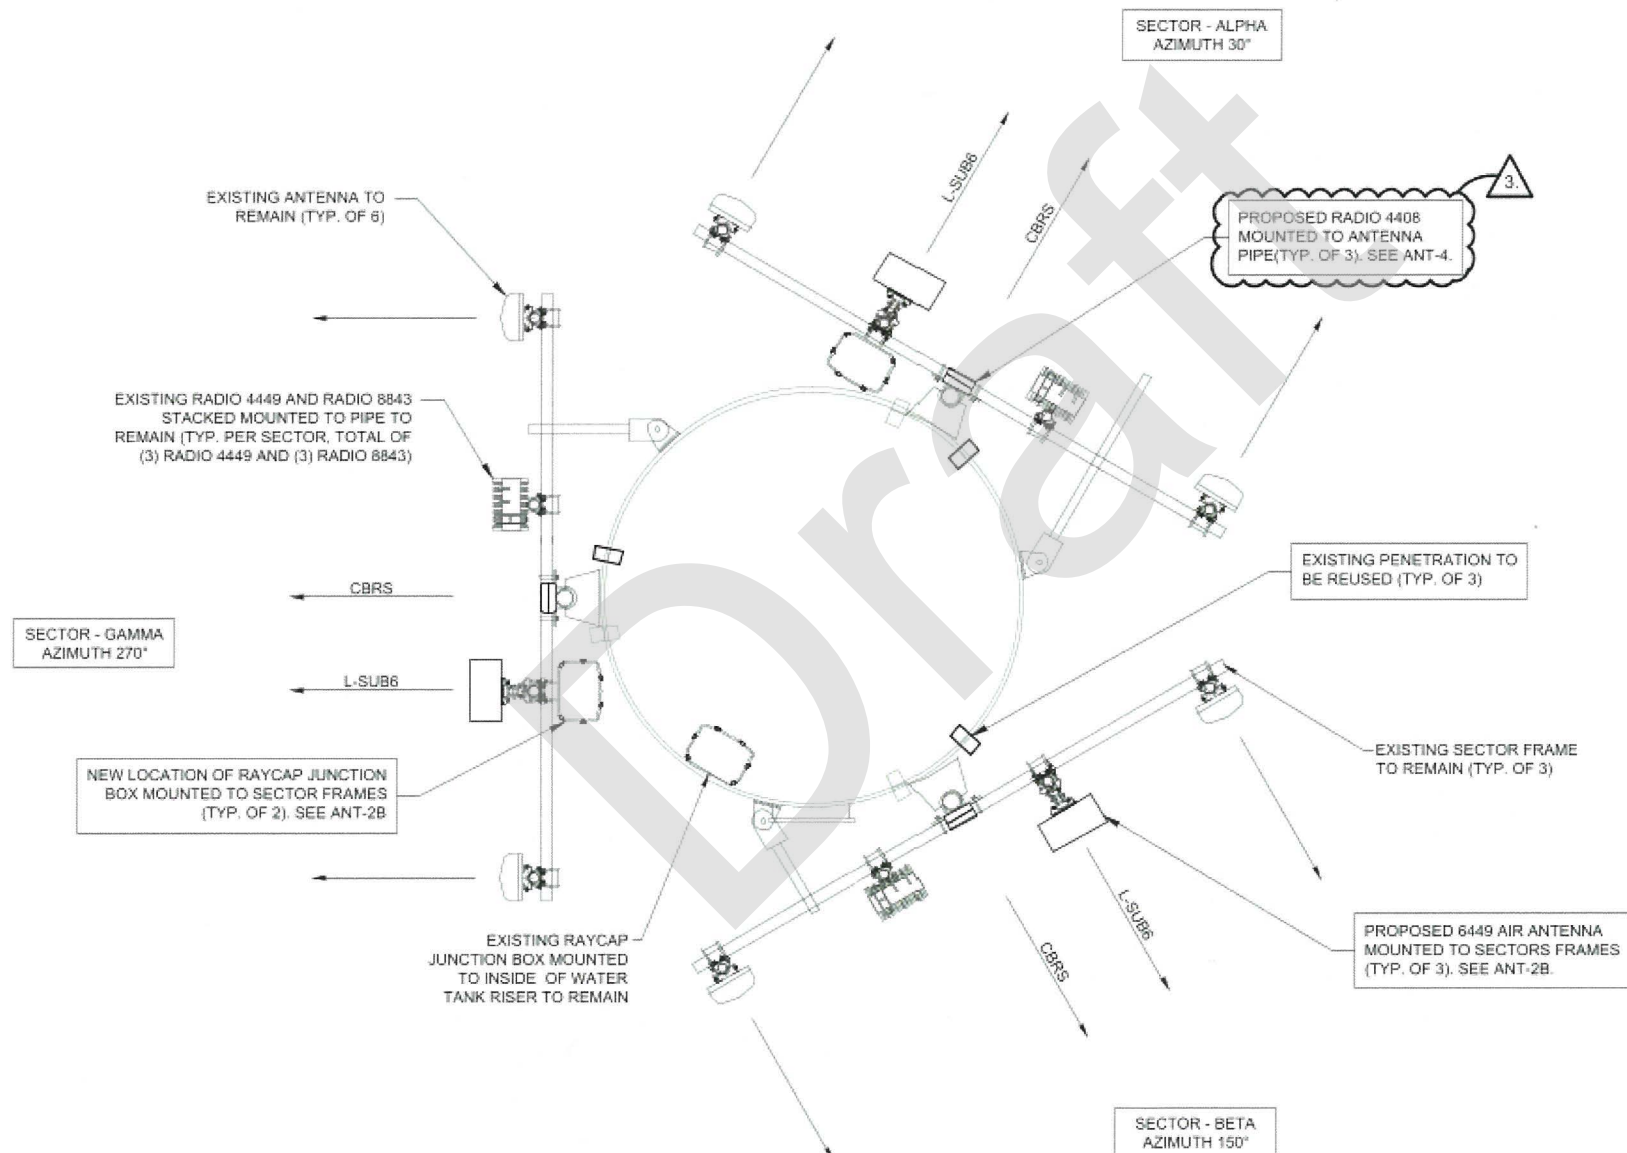 SECTOR - ALPHA
AZIMUTH 30°
L-SUB6
CBRS
3.
PROPOSED RADIO 4408
MOUNTED TO ANTENNA
PIPE(TYP. OF 3). SEE ANT-4.
EXISTING ANTENNA TO
REMAIN (TYP. OF 6)
EXISTING RADIO 4449 AND RADIO 8843
STACKED MOUNTED TO PIPE TO
REMAIN (TYP. PER SECTOR, TOTAL OF
(3) RADIO 4449 AND (3) RADIO 8843)
EXISTING PENETRATION TO
BE REUSED (TYP. OF 3)
CBRS
SECTOR - GAMMA
AZIMUTH 270°
L-SUB6
NEW LOCATION OF RAYCAP JUNCTION
BOX MOUNTED TO SECTOR FRAMES
(TYP. OF 2). SEE ANT-2B
EXISTING SECTOR FRAME
TO REMAIN (TYP. OF 3)
EXISTING RAYCAP
JUNCTION BOX MOUNTED
TO INSIDE OF WATER
TANK RISER TO REMAIN
L-SUB6
CBRS
PROPOSED 6449 AIR ANTENNA
MOUNTED TO SECTORS FRAMES
(TYP. OF 3). SEE ANT-2B.
SECTOR - BETA
AZIMUTH 150°
Draft